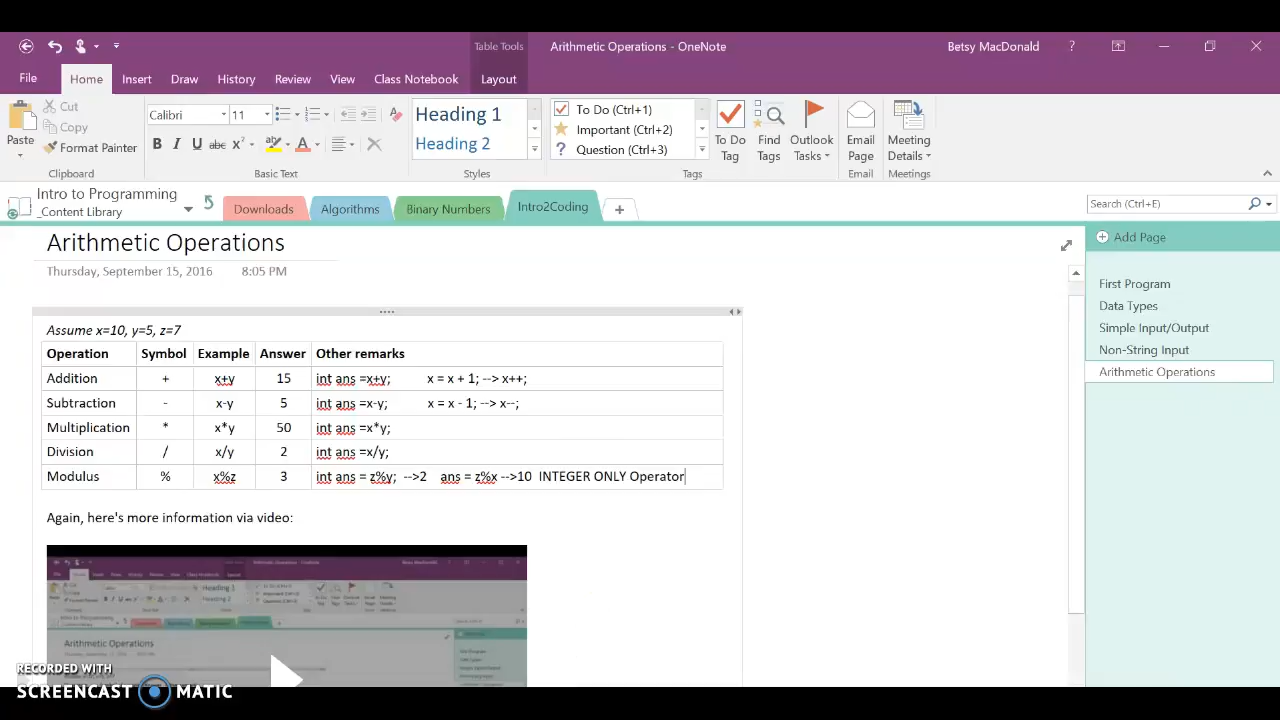 Table Tools
Arithmetic Operations - OneNote
Betsy MacDonald
?
File
Home
Insert
Draw
History
Review
View
Class Notebook
Layout
Paste
Cut
Copy
Format Painter
Clipboard
Calibri
11
B I U abc X²
A
Basic Text
Heading 1
Heading 2
Styles
To Do (Ctrl+1)
Important (Ctrl+2)
? Question (Ctrl+3)
To Do Tag
Find Tags
Outlook Tasks
Tags
Email Page
Email
Meeting Details
Meetings
Intro to Programming
_Content Library
Downloads
Algorithms
Binary Numbers
Intro2Coding
+
Search (Ctrl+E)
Arithmetic Operations
Thursday, September 15, 2016 8:05 PM
Assume x=10, y=5, z=7
Operation Symbol Example Answer Other remarks
Addition + x+y 15 int ans =x+y; x = x + 1; --> x++;
Subtraction - x-y 5 int ans =x-y; x = x - 1; --> x--;
Multiplication * x*y 50 int ans =x*y;
Division / x/y 2 int ans =x/y;
Modulus % x%z 3 int ans = z%y; -->2 ans = z%x -->10 INTEGER ONLY Operator
Again, here's more information via video:
Arithmetic Operations
Add Page
First Program
Data Types
Simple Input/Output
Non-String Input
Arithmetic Operations
RECORDED WITH
SCREENCAST MATIC